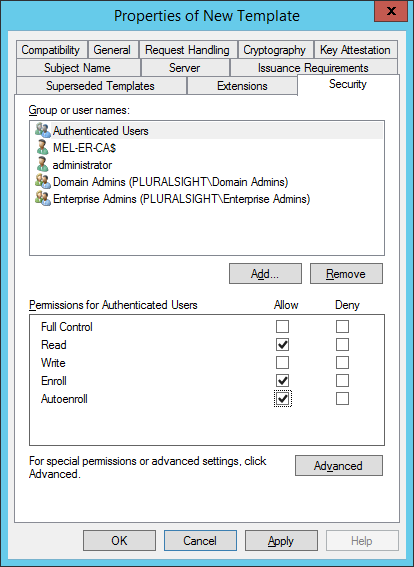 Properties of New Template
x
Compatibility General Request Handling Cryptography Key Attestation
Subject Name Server Issuance Requirements
Superseded Templates Extensions Security
Group or user names:
Authenticated Users
MEL-ER-CA$
administrator
Domain Admins (PLURALSIGHT\Domain Admins)
Enterprise Admins (PLURALSIGHT\Enterprise Admins)
Add... Remove
Permissions for Authenticated Users Allow Deny
Full Control
Read
Write
Enroll
Autoenroll
For special permissions or advanced settings, click
Advanced.
Advanced
OK Cancel Apply Help